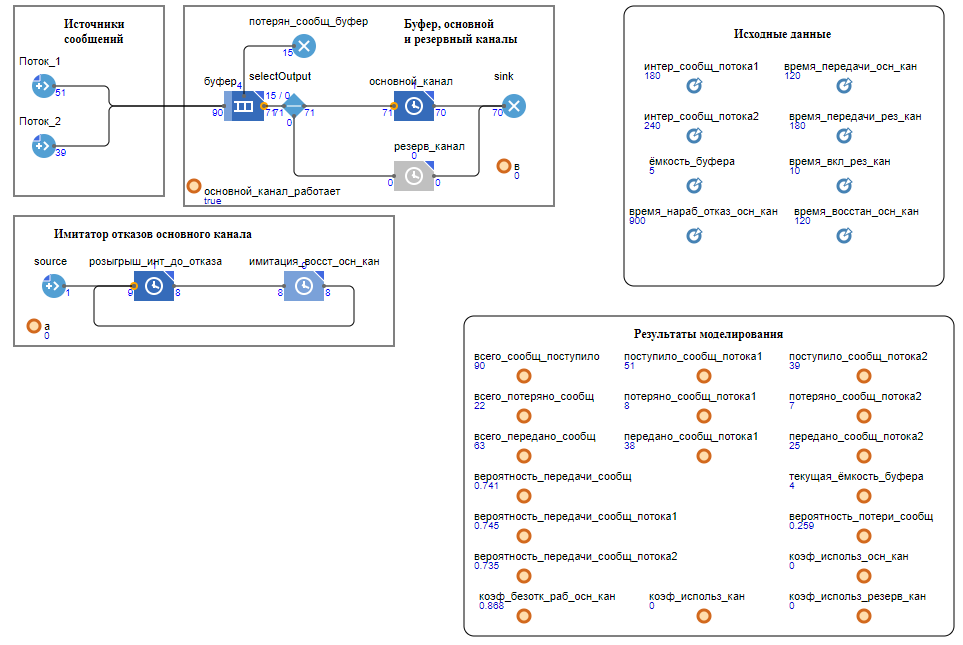 Источники
сообщений
Поток_1
51
Поток_2
39
потерян_сообщ_буфер
15
Буфер, основной
и резервный каналы
буфер
4
90
71
selectOutput
15 / 0
71
71
0
основной_канал
1
71
70
sink
70
резерв_канал
0
0
0
в
0
основной_канал_работает
true
Имитатор отказов основного канала
source
1
розыгрыш_инт_до_отказа
9
8
имитация_восст_осн_кан
0
8
8
а
0
Исходные данные
интер_сообщ_потока1
180
время_передачи_осн_кан
120
интер_сообщ_потока2
240
время_передачи_рез_кан
180
ёмкость_буфера
5
время_вкл_рез_кан
10
время_нараб_отказ_осн_кан
900
время_восстан_осн_кан
120
Результаты моделирования
всего_сообщ_поступило
90
поступило_сообщ_потока1
51
поступило_сообщ_потока2
39
всего_потеряно_сообщ
22
потеряно_сообщ_потока1
8
потеряно_сообщ_потока2
7
всего_передано_сообщ
63
передано_сообщ_потока1
38
передано_сообщ_потока2
25
вероятность_передачи_сообщ
0.741
текущая_ёмкость_буфера
4
вероятность_передачи_сообщ_потока1
0.745
вероятность_потери_сообщ
0.259
вероятность_передачи_сообщ_потока2
0.735
коэф_использ_осн_кан
0
коэф_безотк_раб_осн_кан
0.868
коэф_использ_кан
0
коэф_использ_резерв_кан
0